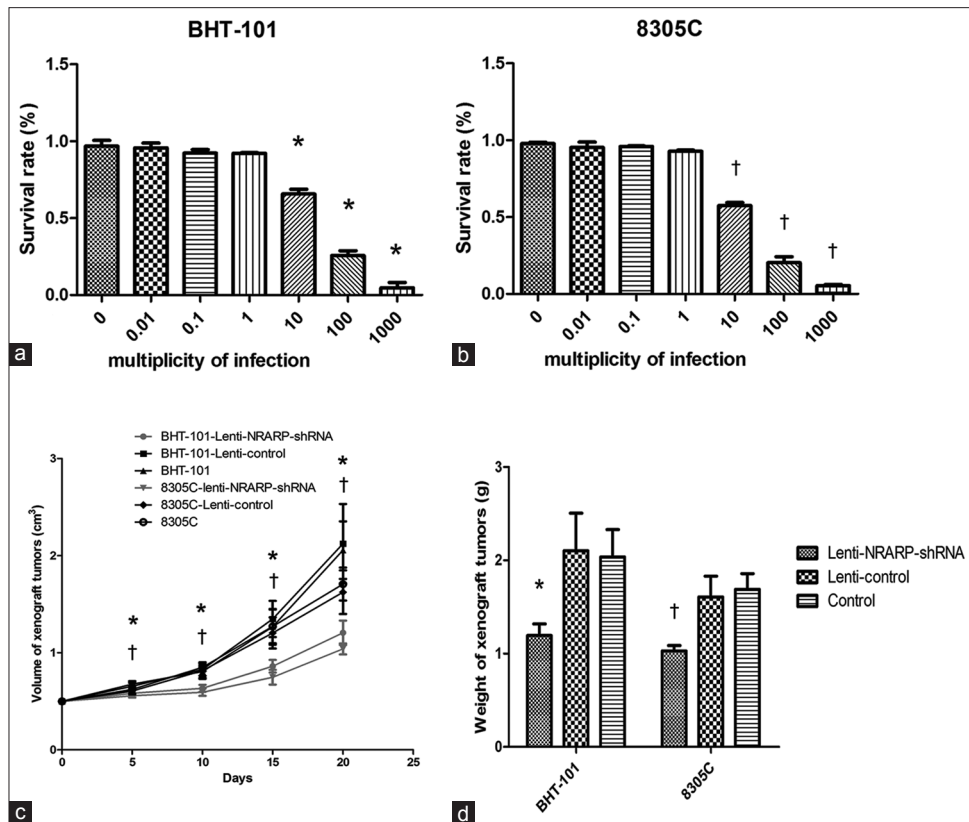 BHT-101
Survival rate (%)
1.5
1.0
0.5
0.0
*
*
*
0
0.01
0.1
1
10
100
1000
multiplicity of infection
a
8305C
Survival rate (%)
1.5
1.0
0.5
0.0
†
†
†
0
0.01
0.1
1
10
100
1000
multiplicity of infection
b
BHT-101-Lenti-NRARP-shRNA
BHT-101-Lenti-control
BHT-101
8305C-lenti-NRARP-shRNA
8305C-Lenti-control
8305C
Volume of xenograft tumors (cm3)
3
2
1
0
*
†
*
†
*
†
*
†
0
5
10
15
20
25
Days
c
Weight of xenograft tumors (g)
3
2
1
0
*
†
BHT-101
8305C
Lenti-NRARP-shRNA
Lenti-control
Control
d